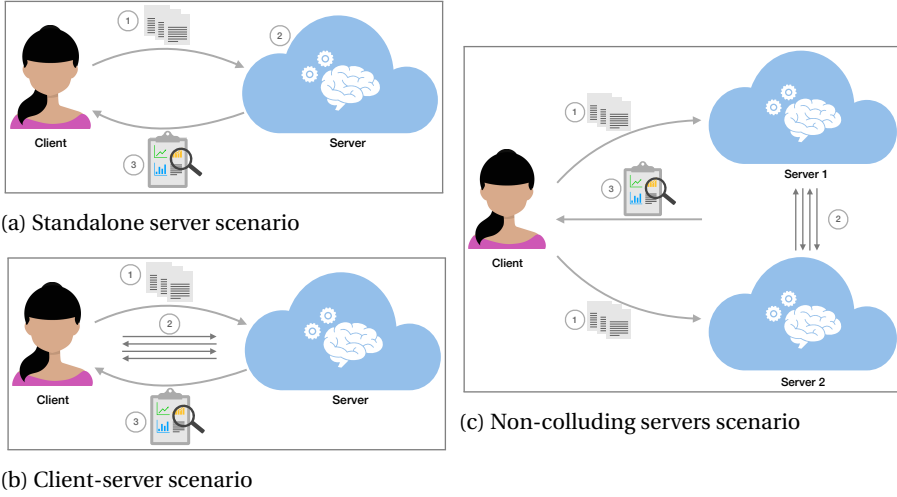 1
2
Client
Server
3
(a) Standalone server scenario
1
2
Client
Server
3
(b) Client-server scenario
1
Server 1
3
2
Client
1
Server 2
(c) Non-colluding servers scenario